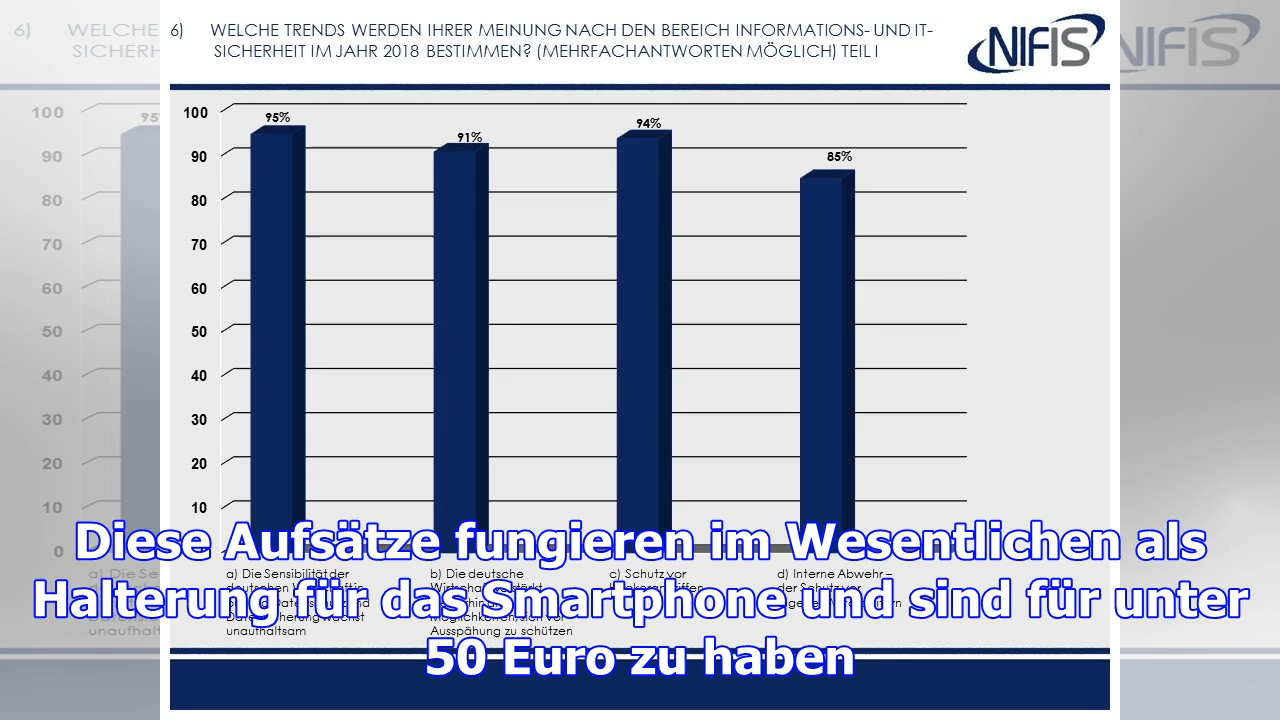 6) WELCHE TRENDS WERDEN IHRER MEINUNG NACH DEN BEREICH INFORMATIONS- UND IT-
SICHERHEIT IM JAHR 2018 BESTIMMEN? (MEHRFACHANTWORTEN MÖGLICH) TEIL I
NIFIS
100
90
80
70
60
50
40
30
20
10
0
95%
91%
94%
85%
a) Die Sensibilität der
unaufhaltsam
b) Die deutsche
Ausspähung zu schützen
c) Schutz vor
d) Interne Abwehr –
Diese Aufsätze fungieren im Wesentlichen als
Halterung für das Smartphone und sind für unter
50 Euro zu haben